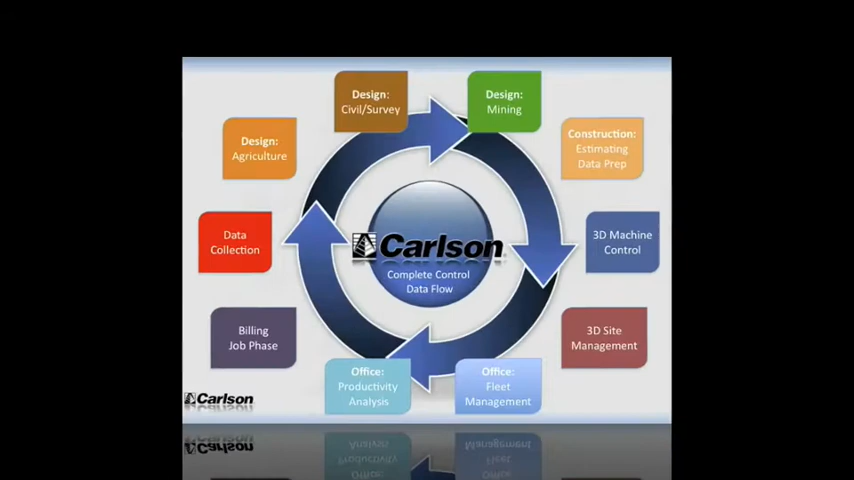 Design:
Civil/Survey
Design:
Mining
Construction:
Estimating
Data Prep
3D Machine
Control
3D Site
Management
Office:
Fleet
Management
Office:
Productivity
Analysis
Billing
Job Phase
Data
Collection
Design:
Agriculture
Carlson
Complete Control
Data Flow
Carlson